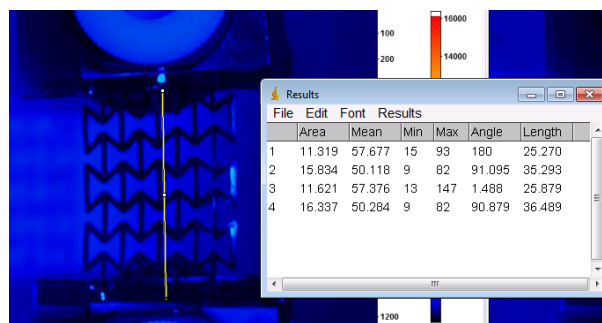 100
200
16000
14000
Results
File Edit Font Results
Area Mean Min Max Angle Length
1 11.319 57.677 15 93 180 25.270
2 15.834 50.118 9 82 91.095 35.293
3 11.621 57.376 13 147 1.488 25.879
4 16.337 50.284 9 82 90.879 36.489
1200